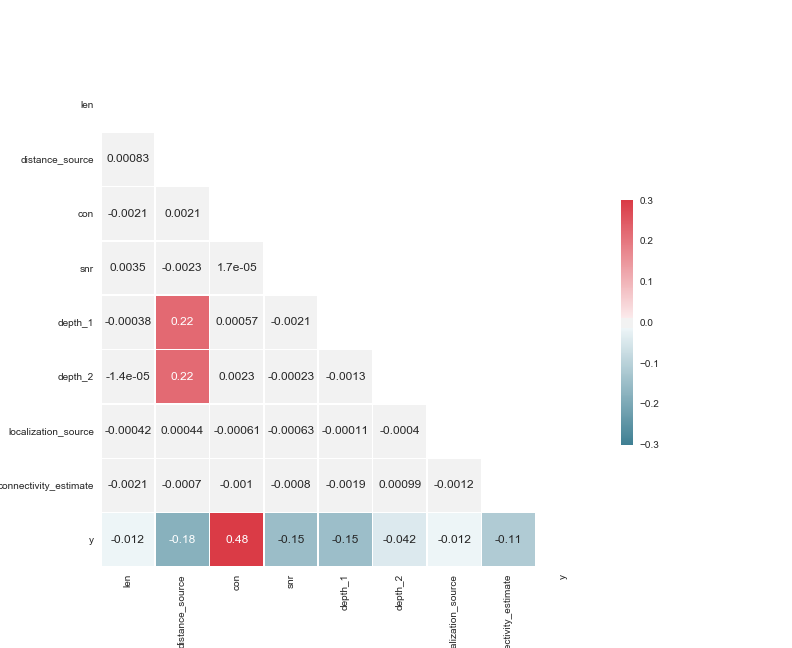 len
distance_source 0.00083
con -0.0021 0.0021
snr 0.0035 -0.0023 1.7e-05
depth_1 -0.00038 0.22 0.00057 -0.0021
depth_2 -1.4e-05 0.22 0.0023 -0.00023 -0.0013
localization_source -0.00042 0.00044 -0.00061 -0.00063 -0.00011 -0.0004
connectivity_estimate -0.0021 -0.0007 -0.001 -0.0008 -0.0019 0.00099 -0.0012
y -0.012 -0.18 0.48 -0.15 -0.15 -0.042 -0.012 -0.11
len distance_source con snr depth_1 depth_2 alization_source ectivity_estimate y
0.3
0.2
0.1
0.0
−0.1
−0.2
−0.3